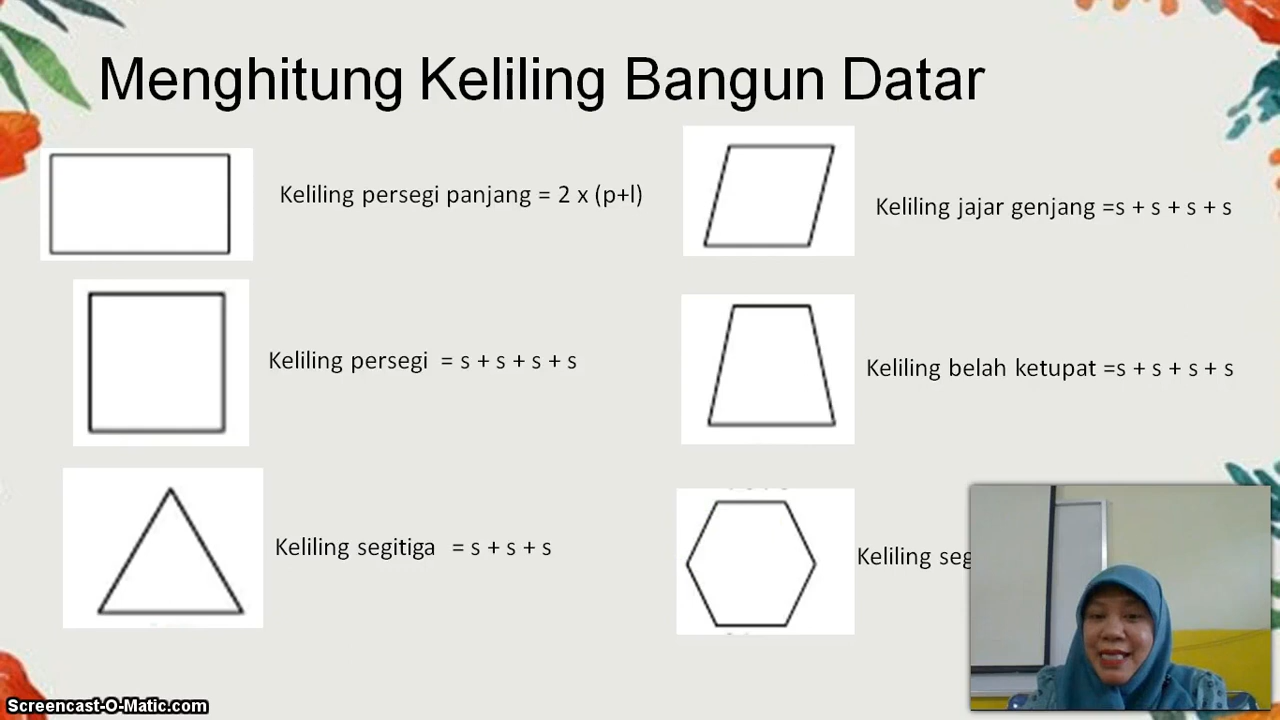 Menghitung Keliling Bangun Datar
Keliling persegi panjang = 2 x (p+l)
Keliling persegi = s + s + s + s
Keliling segitiga = s + s + s
Keliling jajar genjang =s + s + s + s
Keliling belah ketupat =s + s + s + s
Keliling
Screencast-O-Matic.com